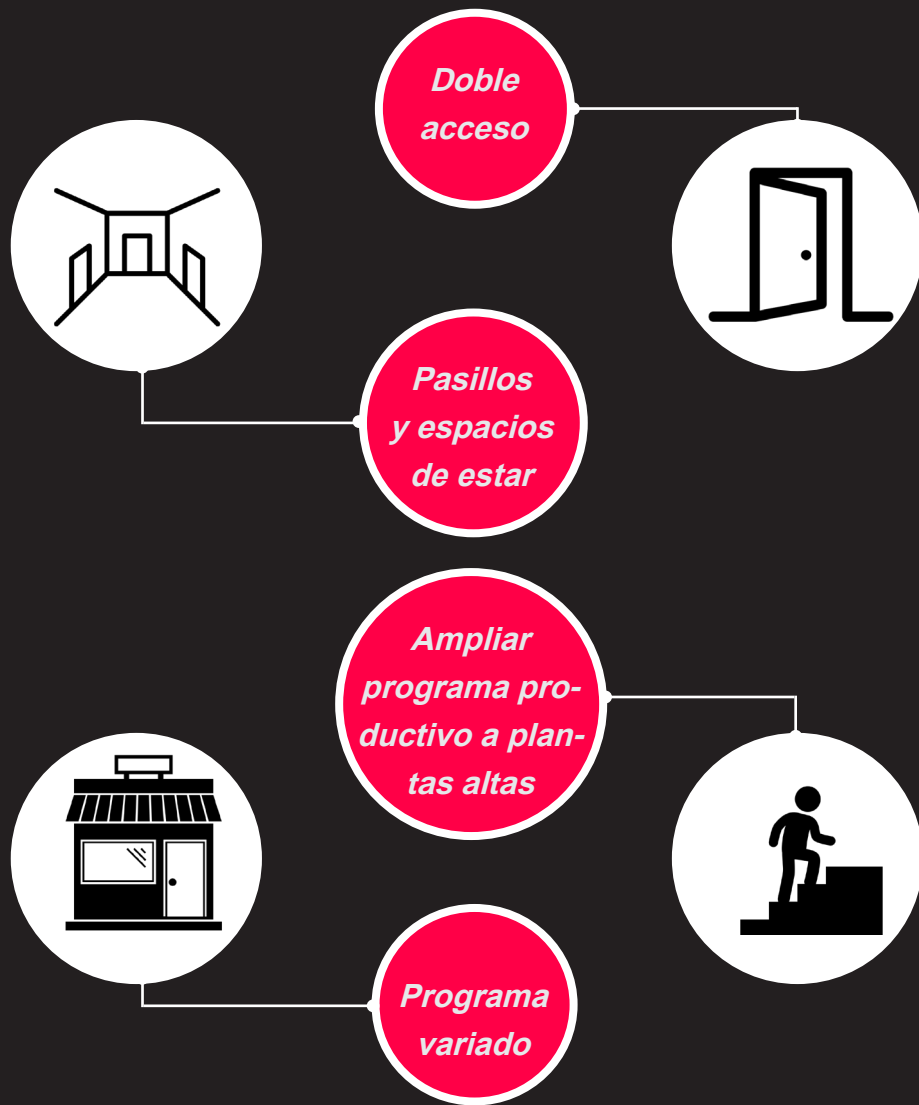 Doble
acceso
Pasillos
y espacios
de estar
Ampliar
programa pro-
ductivo a plan-
tas altas
Programa
variado